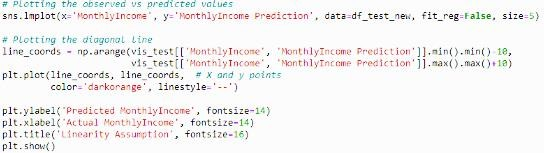 # Plotting the observed vs predicted values
sns.lmplot(x='MonthlyIncome', y='MonthlyIncome Prediction', data=df_test_new, fit_reg=False, size=5)
# Plotting the diagonal line
line_coords = np.arange(vis_test[['MonthlyIncome', 'MonthlyIncome Prediction']].min().min()-10,
vis_test[['MonthlyIncome', 'MonthlyIncome Prediction']].max().max()+10)
plt.plot(line_coords, line_coords, # X and y points
color='darkorange', linestyle='--')
plt.ylabel('Predicted MonthlyIncome', fontsize=14)
plt.xlabel('Actual MonthlyIncome', fontsize=14)
plt.title('Linearity Assumption', fontsize=16)
plt.show()